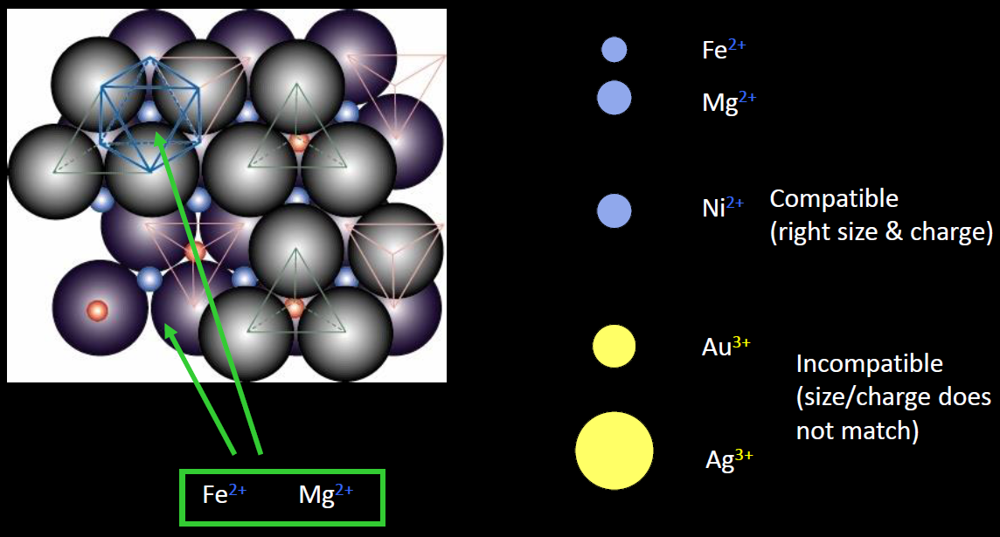 Fe²⁺
Mg²⁺
Ni²⁺
Compatible
(right size & charge)
Au³⁺
Incompatible
(size/charge does
not match)
Ag³⁺
Fe²⁺ Mg²⁺